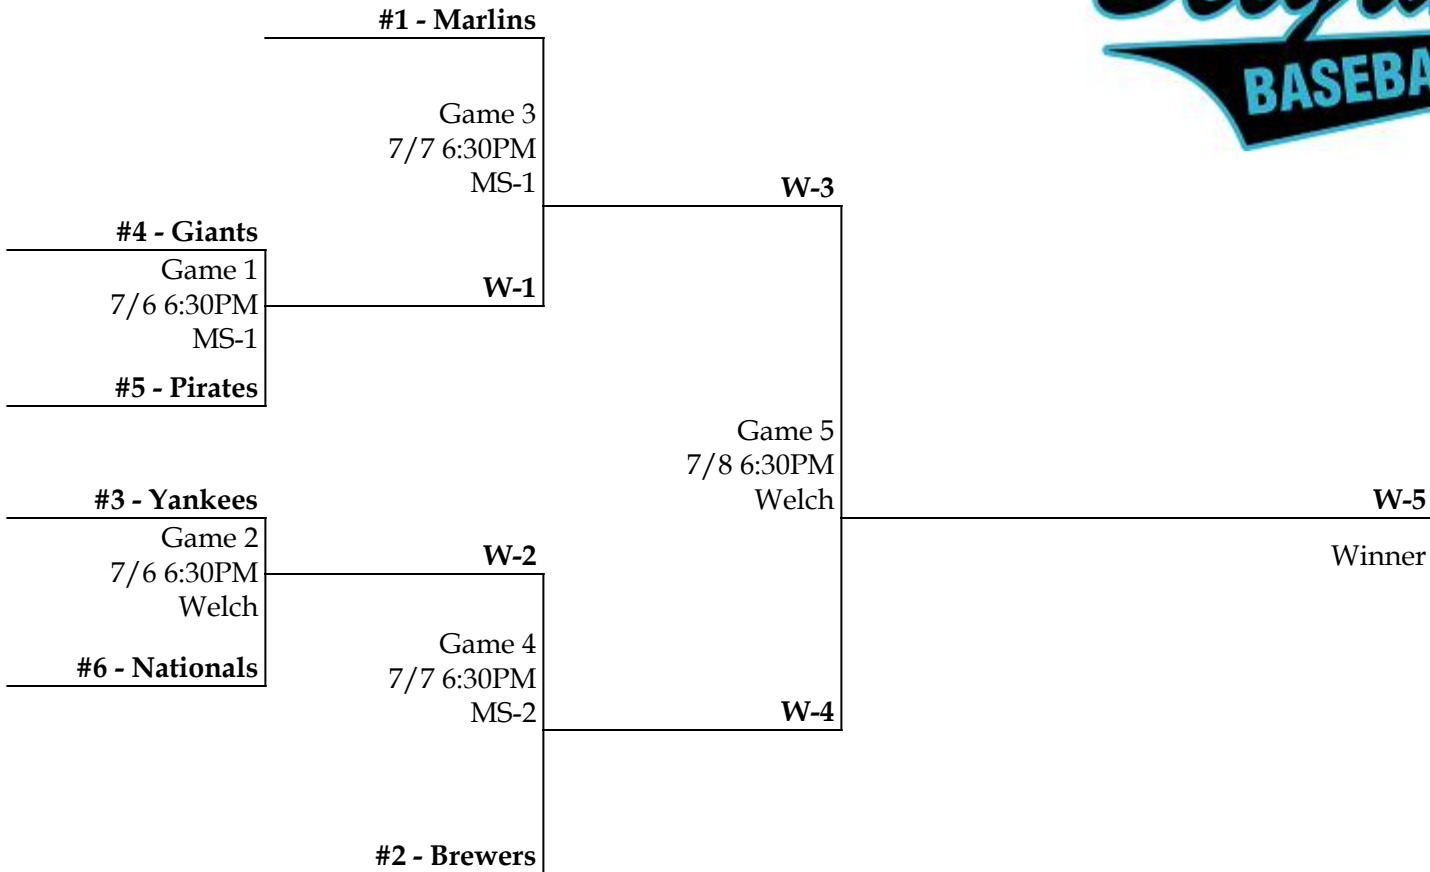 #1 - Marlins
Game 3
7/7 6:30PM
MS-1
W-3
#4 - Giants
Game 1
7/6 6:30PM
MS-1
W-1
#5 - Pirates
Game 5
7/8 6:30PM
Welch
#3 - Yankees
Game 2
7/6 6:30PM
Welch
W-2
W-5
Winner
#6 - Nationals
Game 4
7/7 6:30PM
MS-2
W-4
#2 - Brewers